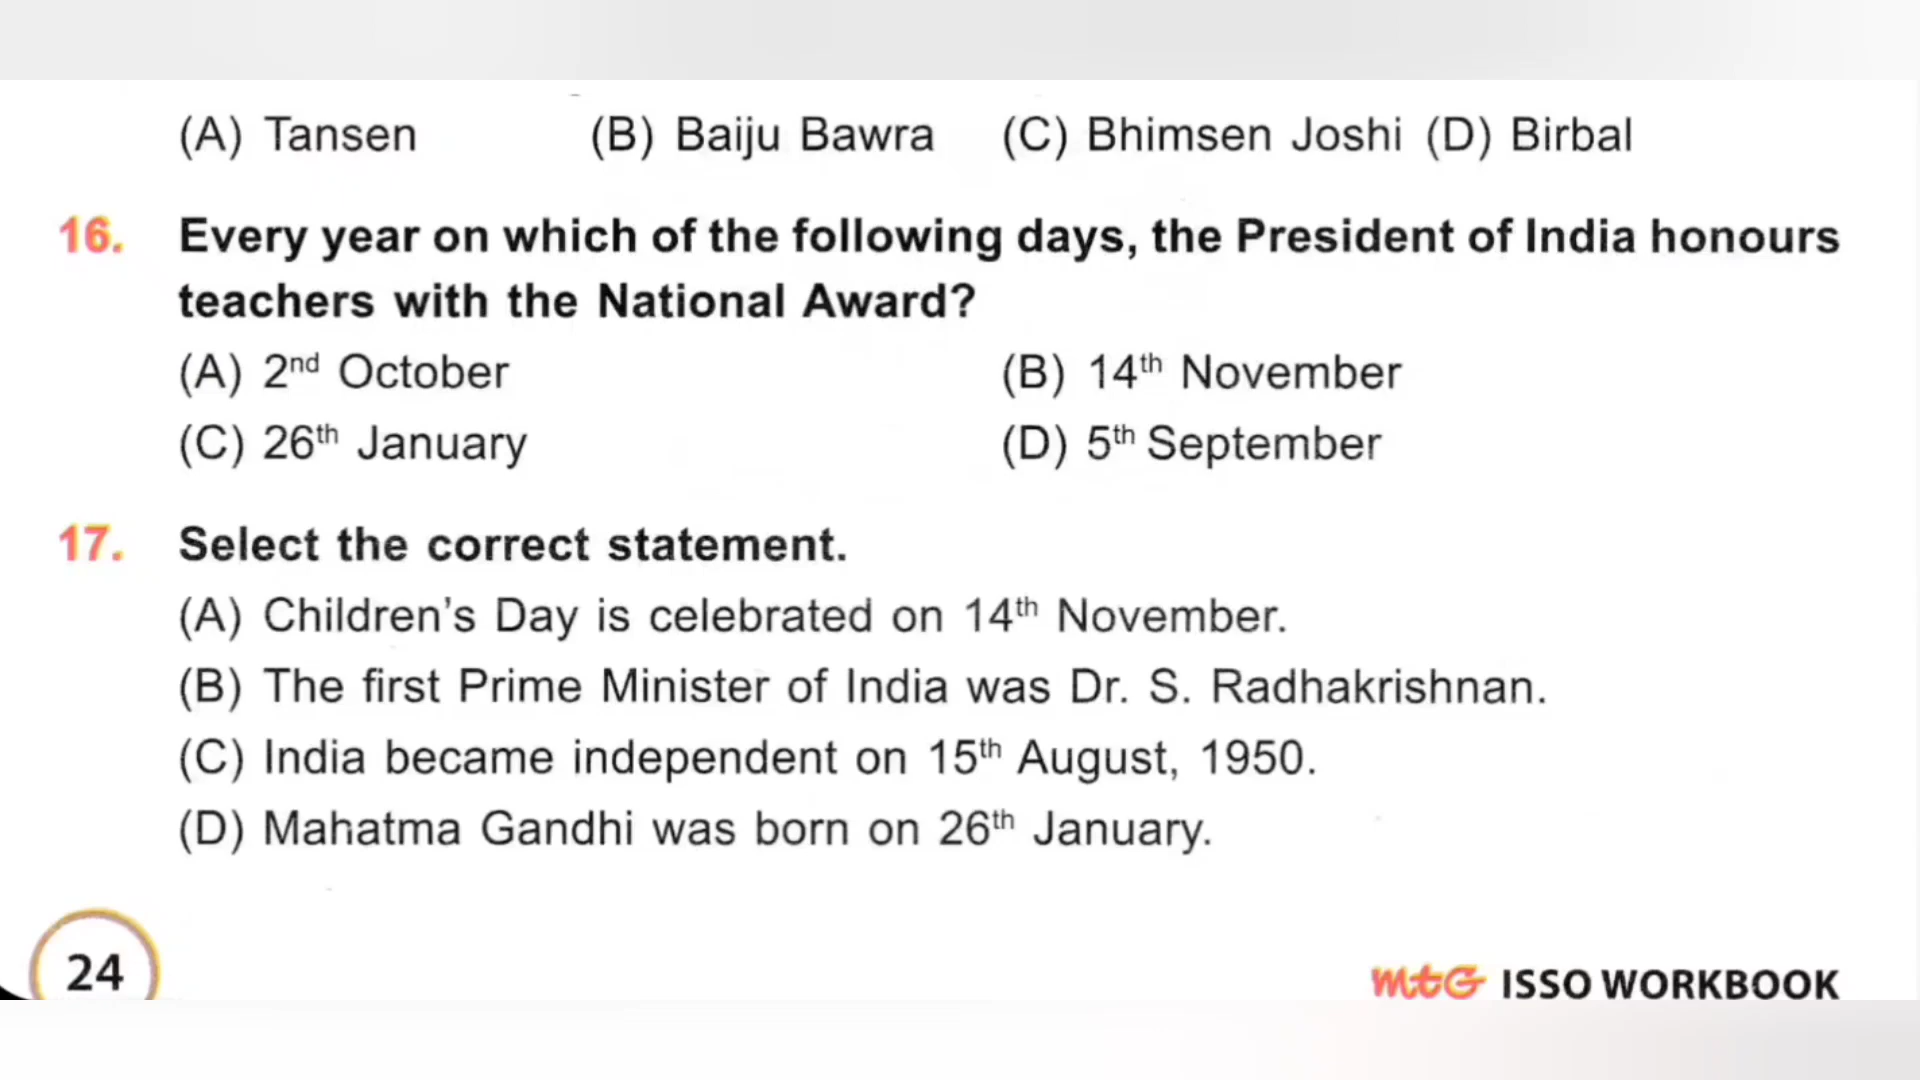 (A) Tansen (B) Baiju Bawra (C) Bhimsen Joshi (D) Birbal
16. Every year on which of the following days, the President of India honours
teachers with the National Award?
(A) 2nd October (B) 14th November
(C) 26th January (D) 5th September
17. Select the correct statement.
(A) Children's Day is celebrated on 14th November.
(B) The first Prime Minister of India was Dr. S. Radhakrishnan.
(C) India became independent on 15th August, 1950.
(D) Mahatma Gandhi was born on 26th January.
24 mtG ISSO WORKBOOK